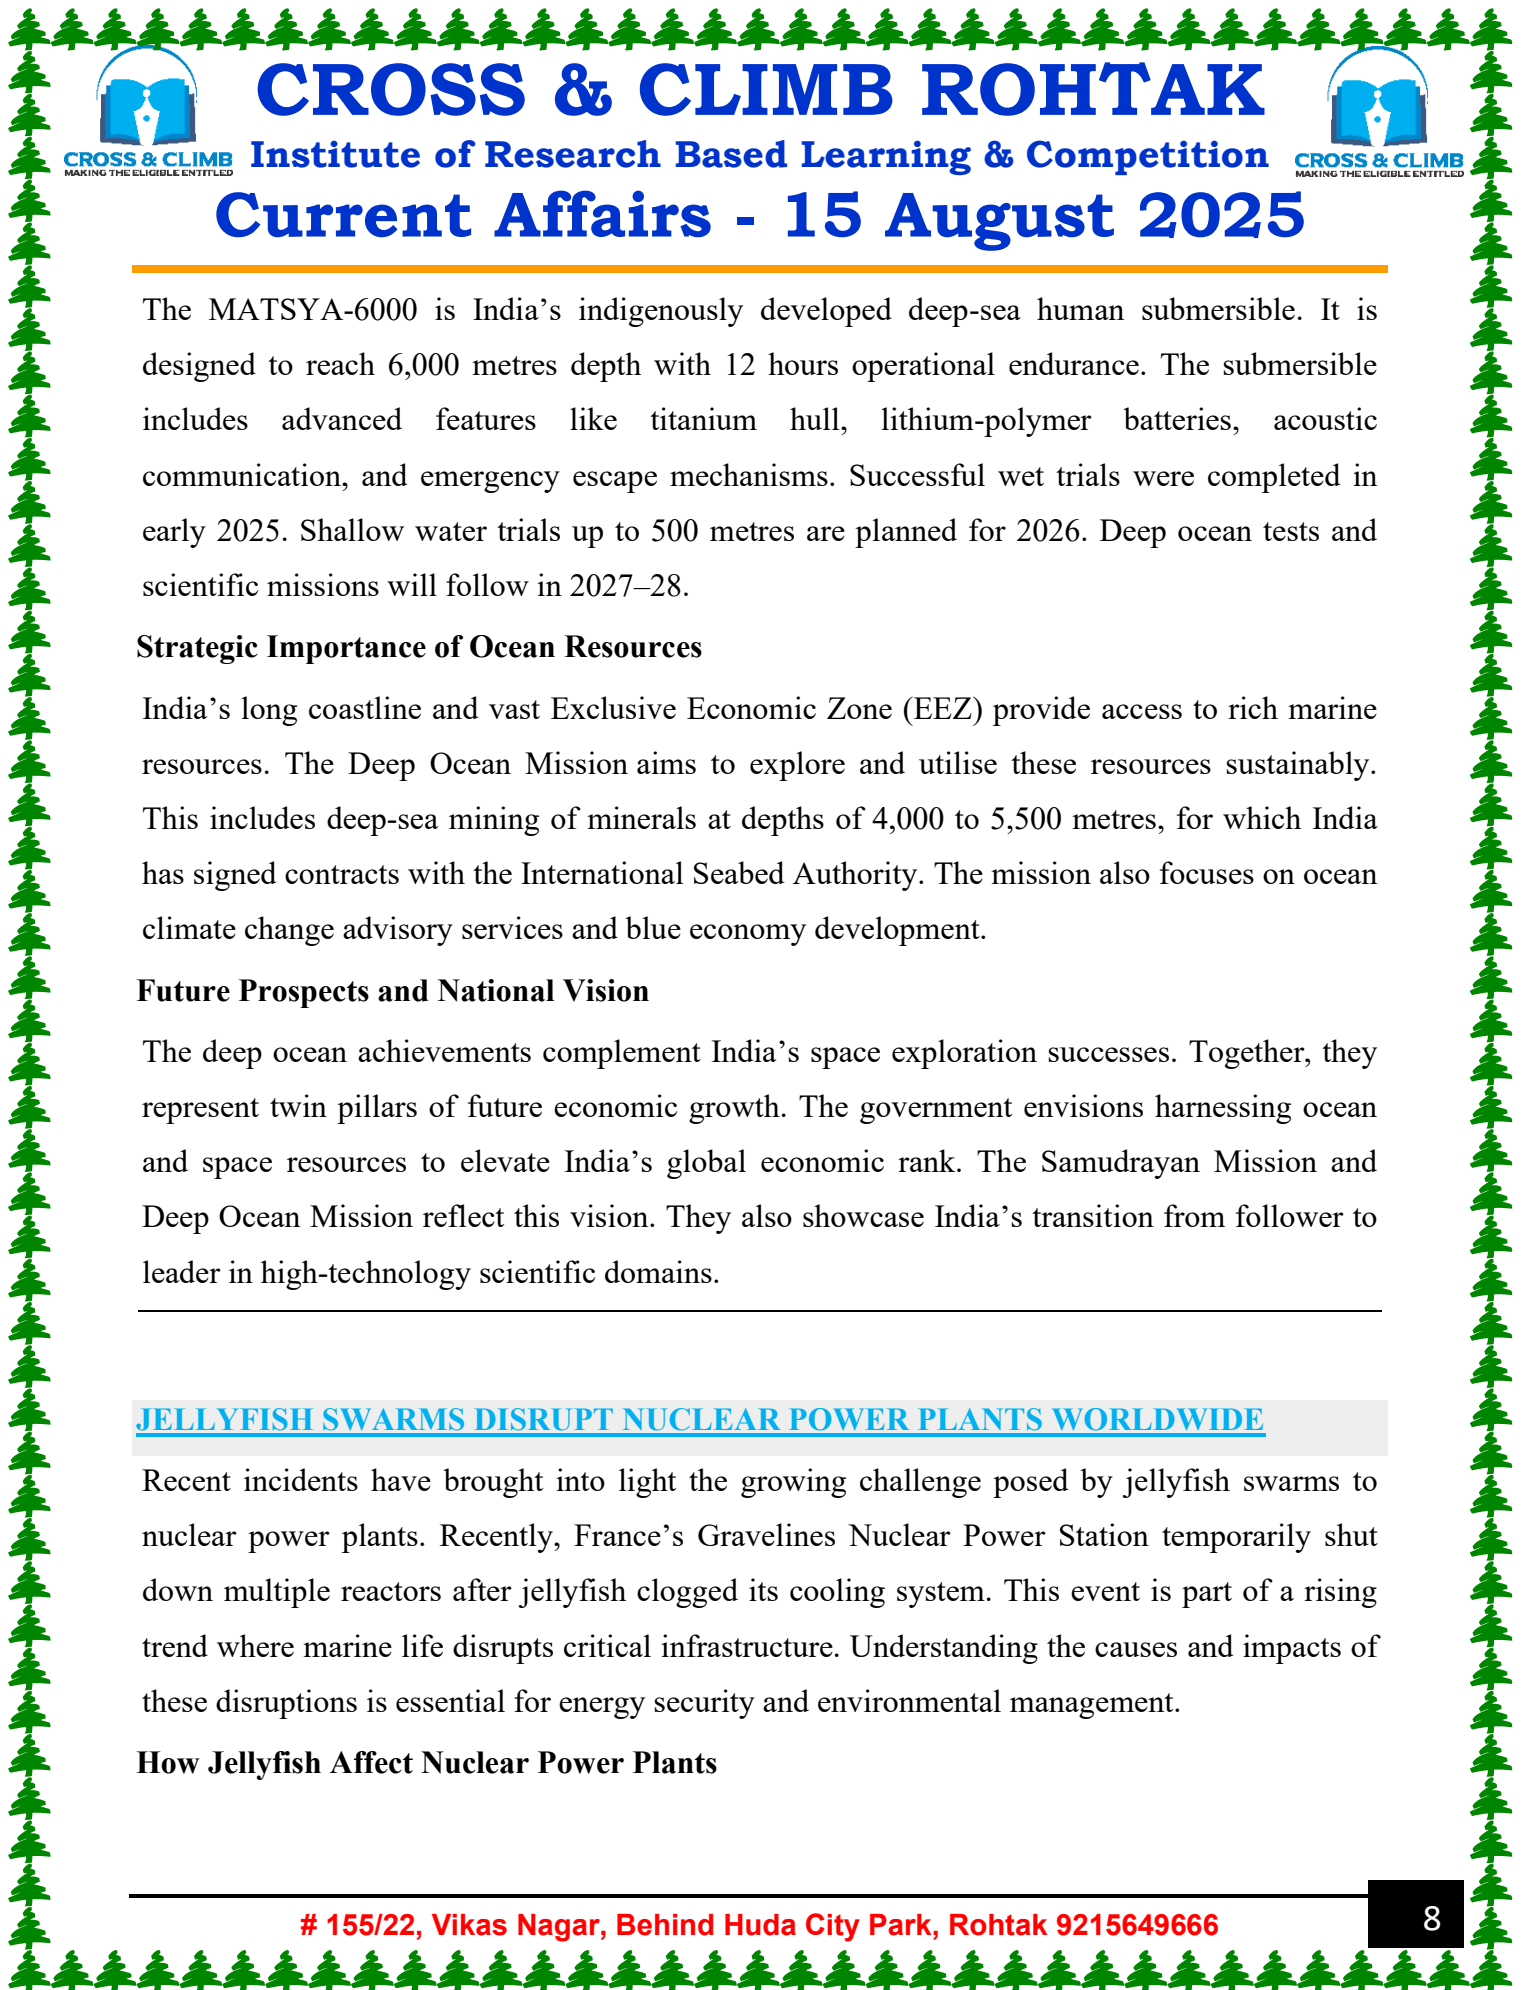 CROSS & CLIMB ROHTAK
Institute of Research Based Learning & Competition
CROSS & CLIMB
MAKING THE ELIGIBLE ENTITLED
CROSS & CLIMB
MAKING THE ELIGIBLE ENTITLED
Current Affairs - 15 August 2025
The MATSYA-6000 is India’s indigenously developed deep-sea human submersible. It is
designed to reach 6,000 metres depth with 12 hours operational endurance. The submersible
includes advanced features like titanium hull, lithium-polymer batteries, acoustic
communication, and emergency escape mechanisms. Successful wet trials were completed in
early 2025. Shallow water trials up to 500 metres are planned for 2026. Deep ocean tests and
scientific missions will follow in 2027–28.
Strategic Importance of Ocean Resources
India’s long coastline and vast Exclusive Economic Zone (EEZ) provide access to rich marine
resources. The Deep Ocean Mission aims to explore and utilise these resources sustainably.
This includes deep-sea mining of minerals at depths of 4,000 to 5,500 metres, for which India
has signed contracts with the International Seabed Authority. The mission also focuses on ocean
climate change advisory services and blue economy development.
Future Prospects and National Vision
The deep ocean achievements complement India’s space exploration successes. Together, they
represent twin pillars of future economic growth. The government envisions harnessing ocean
and space resources to elevate India’s global economic rank. The Samudrayan Mission and
Deep Ocean Mission reflect this vision. They also showcase India’s transition from follower to
leader in high-technology scientific domains.
JELLYFISH SWARMS DISRUPT NUCLEAR POWER PLANTS WORLDWIDE
Recent incidents have brought into light the growing challenge posed by jellyfish swarms to
nuclear power plants. Recently, France’s Gravelines Nuclear Power Station temporarily shut
down multiple reactors after jellyfish clogged its cooling system. This event is part of a rising
trend where marine life disrupts critical infrastructure. Understanding the causes and impacts of
these disruptions is essential for energy security and environmental management.
How Jellyfish Affect Nuclear Power Plants
# 155/22, Vikas Nagar, Behind Huda City Park, Rohtak 9215649666
8